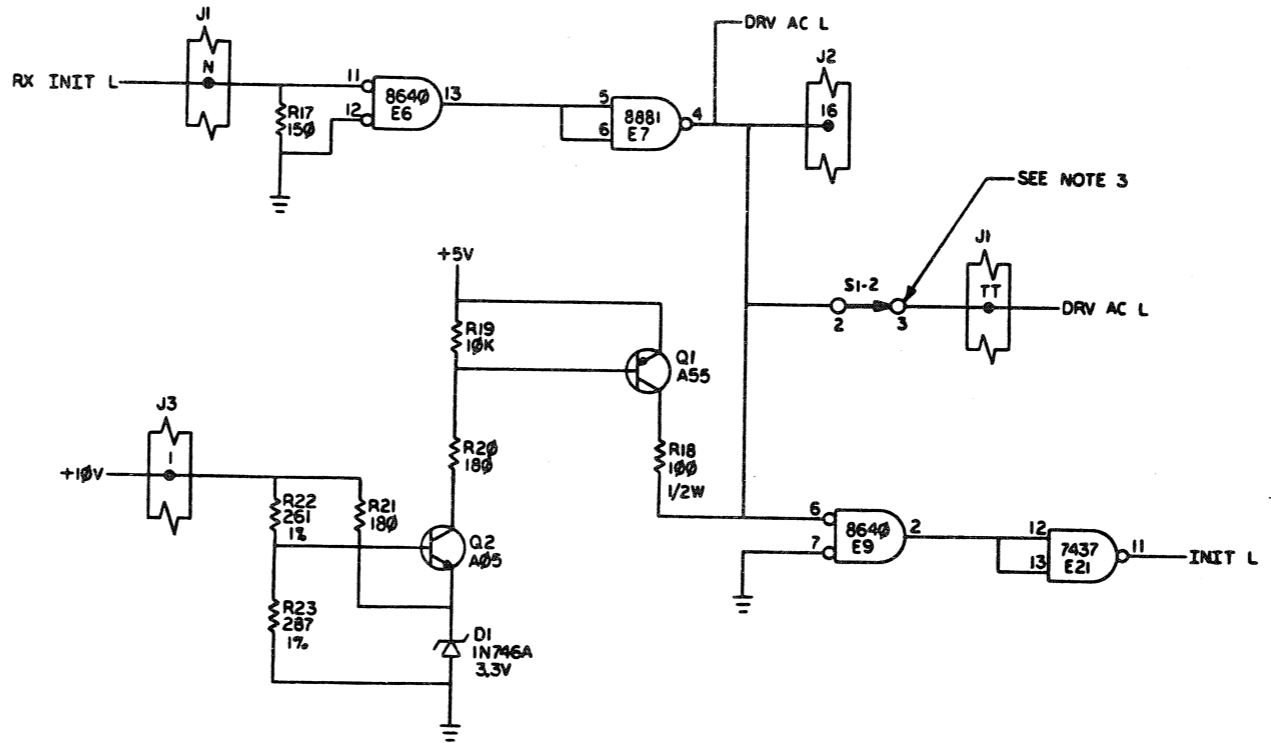 J1
N
RX INIT L
R17
15Ø
11
12
864Ø
E6
13
5
6
8881
E7
4
DRV AC L
J2
16
SEE NOTE 3
J1
TT
S1-2
2
3
DRV AC L
+5V
R19
1ØK
Q1
A55
R18
1ØØ
1/2W
R2Ø
18Ø
J3
1
+1ØV
R22
261
1%
R21
18Ø
Q2
AØ5
R23
287
1%
D1
1N746A
3.3V
6
7
864Ø
E9
2
12
13
7437
E21
11
INIT L